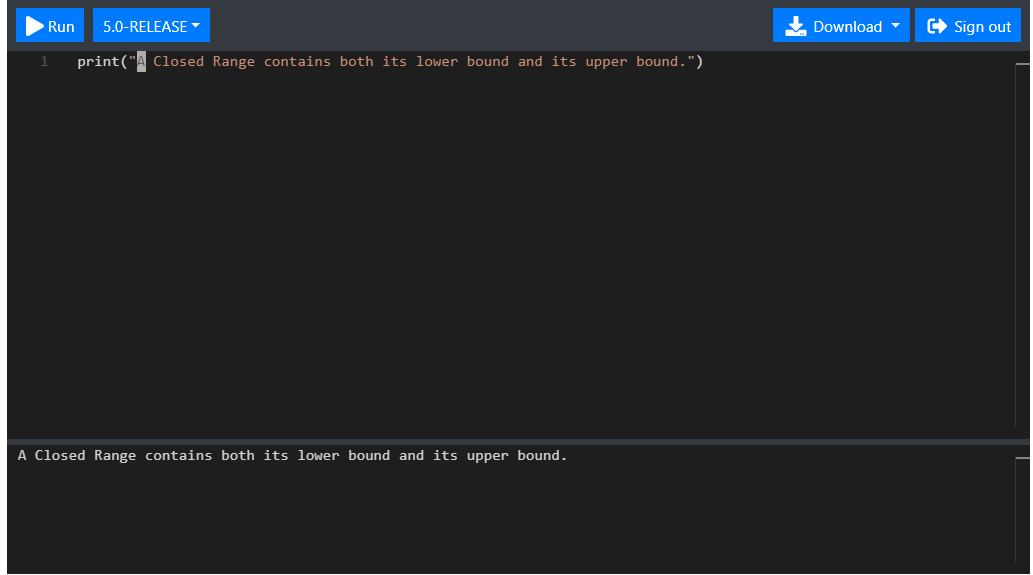 Run 5.0-RELEASE Download Sign out
1 print("A Closed Range contains both its lower bound and its upper bound.")
A Closed Range contains both its lower bound and its upper bound.